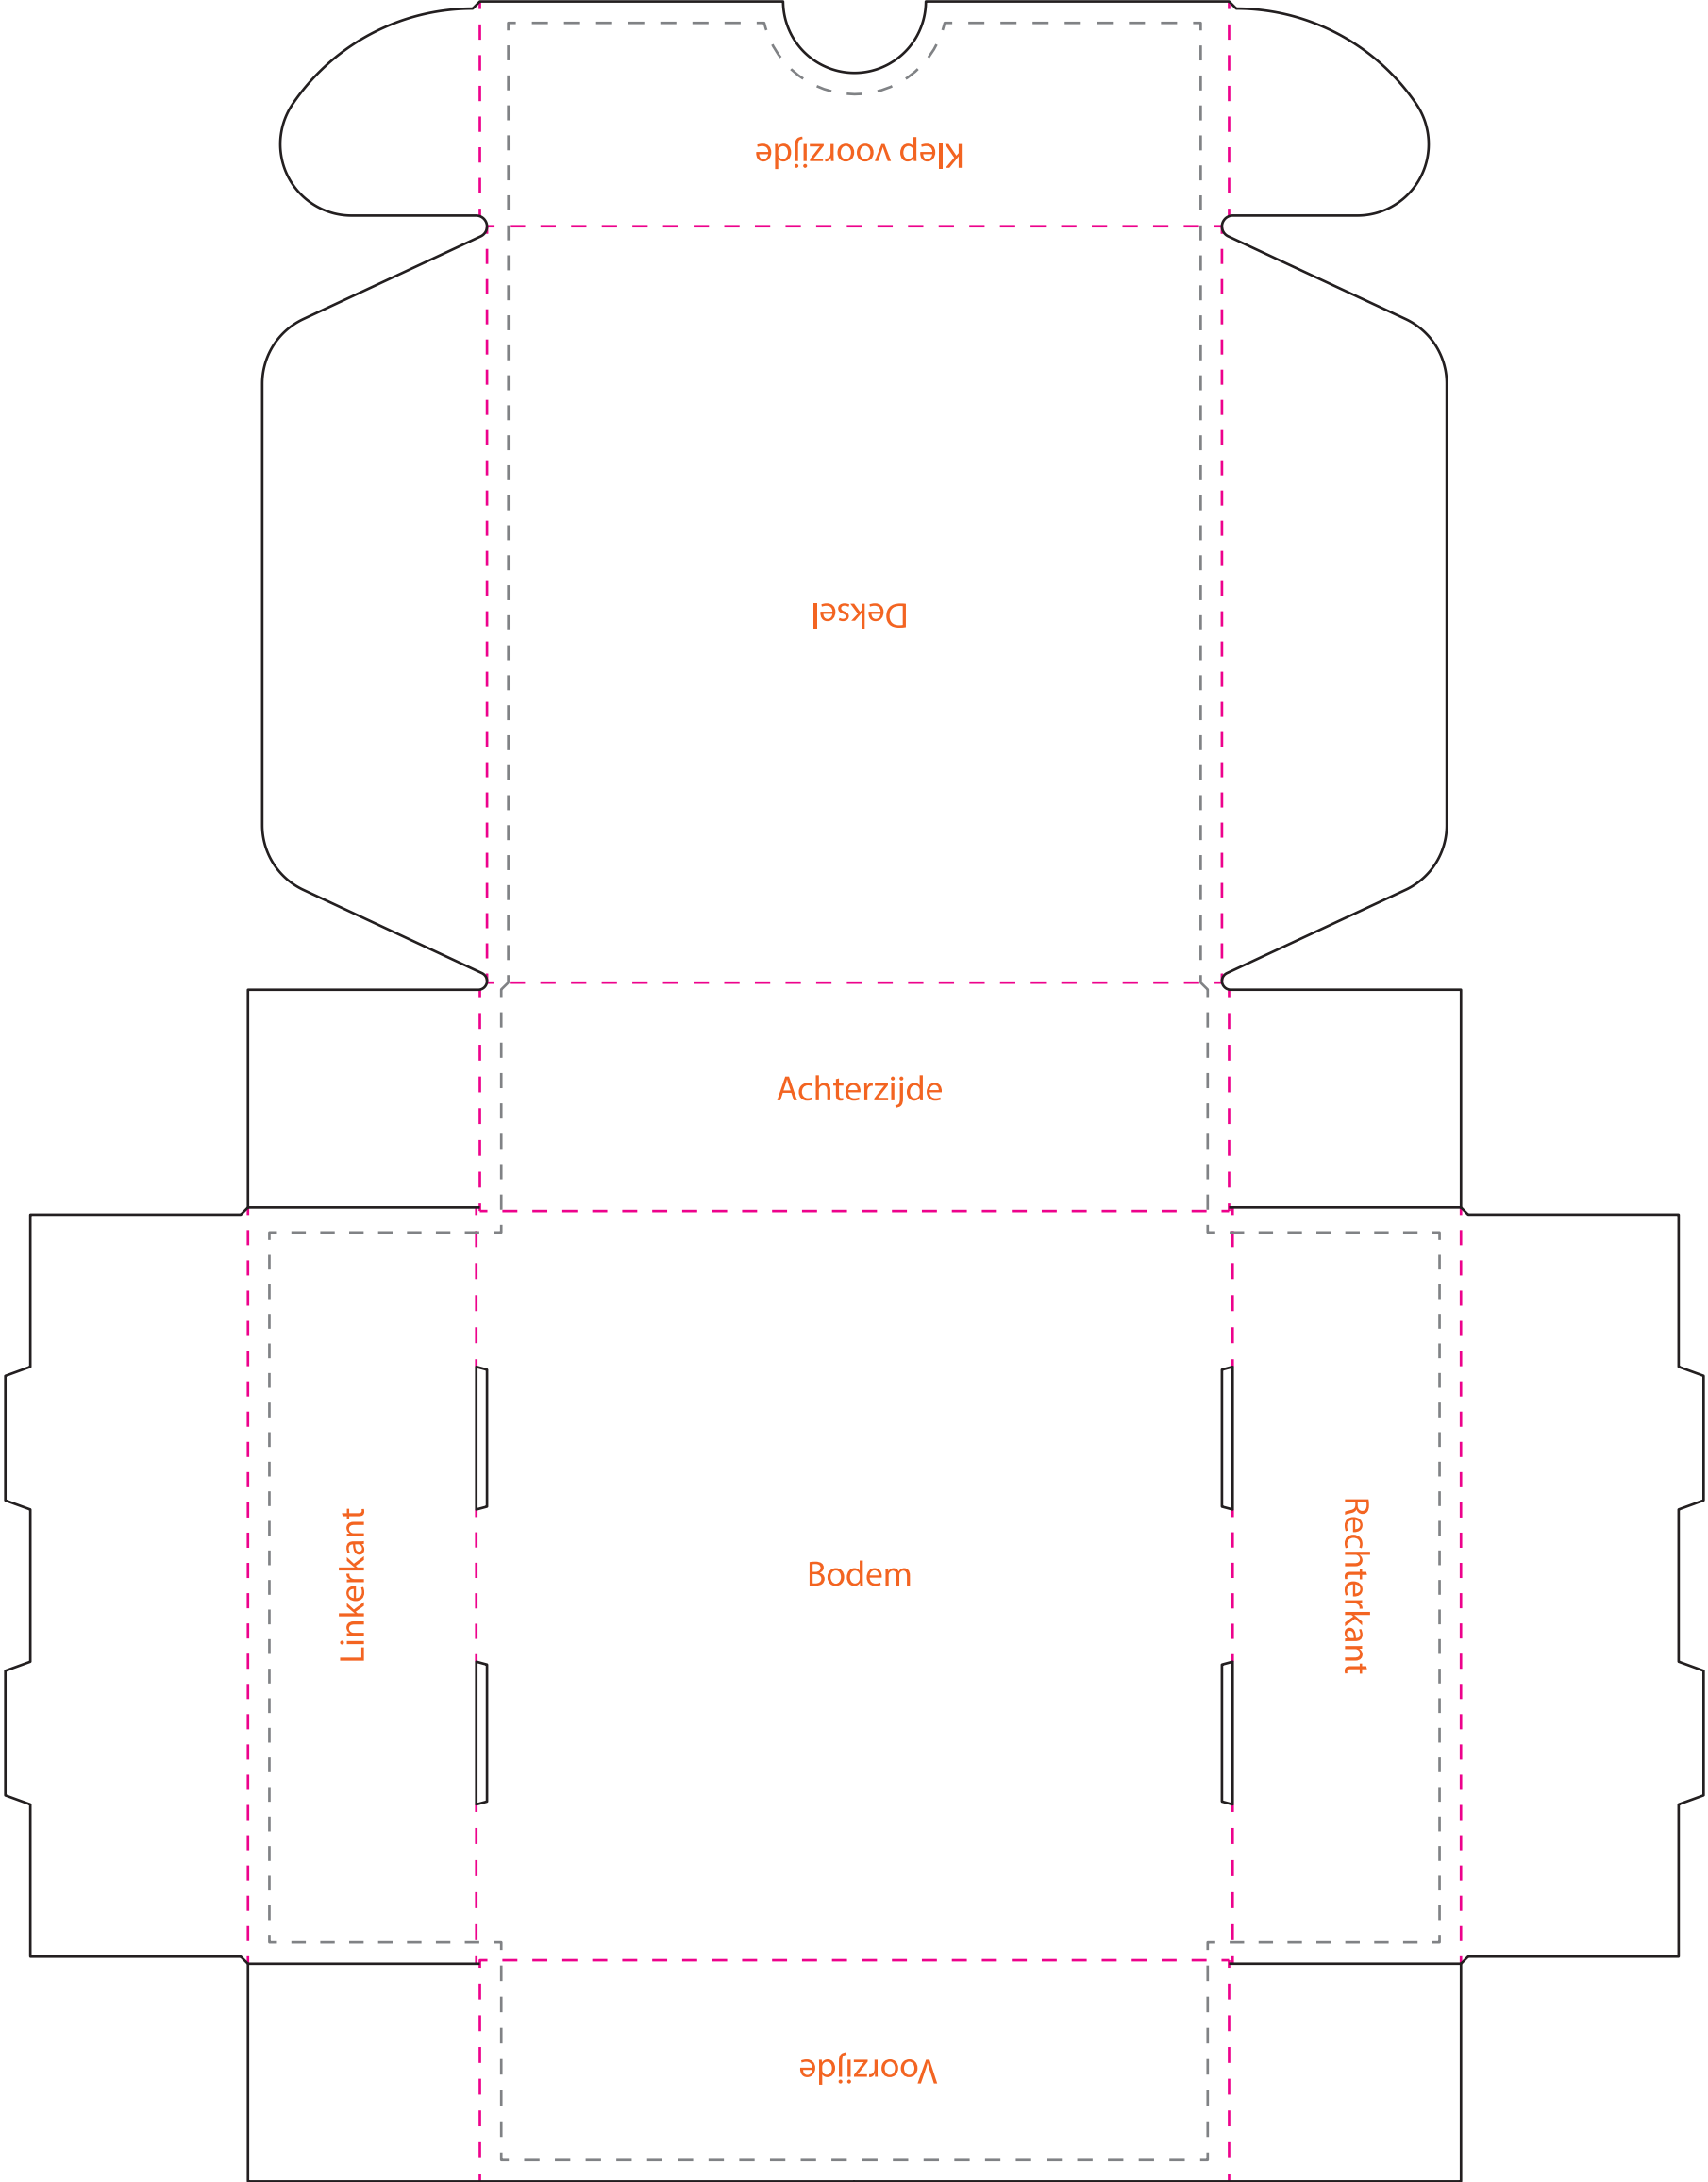 Klep voorzijde
Deksel
Achterzijde
Linkerkant
Bodem
Rechterkant
Voorzijde